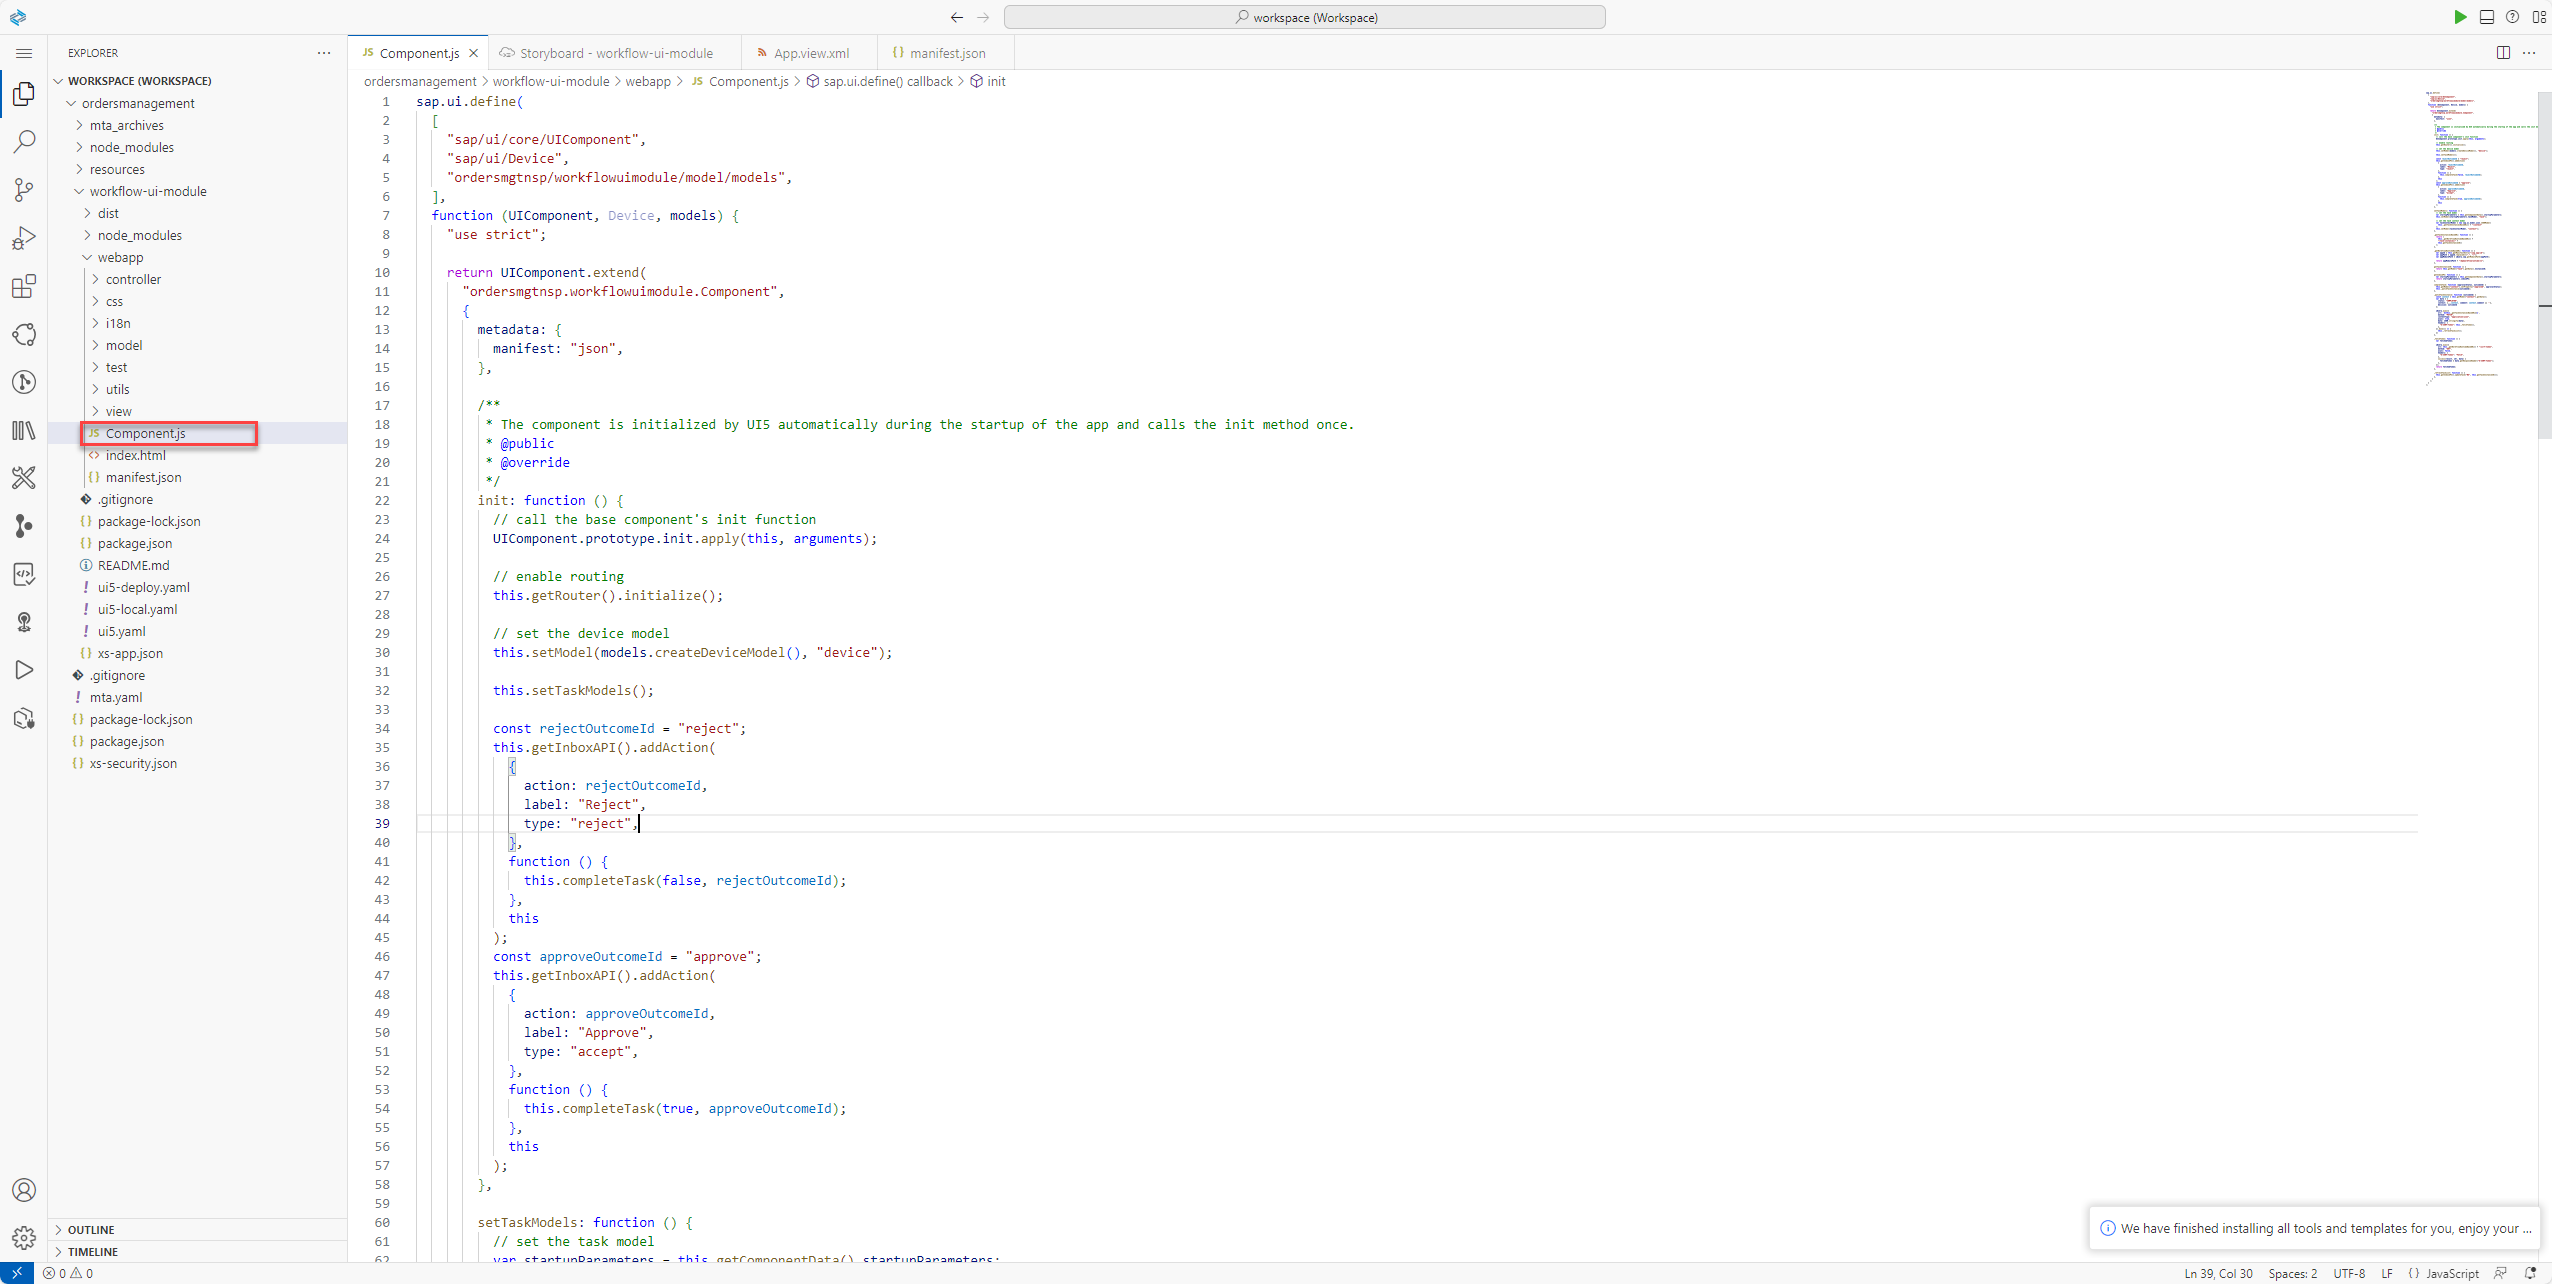 workspace (Workspace)
EXPLORER
WORKSPACE (WORKSPACE)
ordersmanagement
mta_archives
node_modules
resources
workflow-ui-module
dist
node_modules
webapp
controller
css
i18n
model
test
utils
view
JS Component.js
<> index.html
{} manifest.json
.gitignore
{} package-lock.json
{} package.json
README.md
! ui5-deploy.yaml
! ui5-local.yaml
! ui5.yaml
{} xs-app.json
.gitignore
! mta.yaml
{} package-lock.json
{} package.json
{} xs-security.json
OUTLINE
TIMELINE
JS Component.js
Storyboard - workflow-ui-module
App.view.xml
{} manifest.json
ordersmanagement > workflow-ui-module > webapp > JS Component.js > sap.ui.define() callback > init
1 sap.ui.define(
2 [
3 "sap/ui/core/UIComponent",
4 "sap/ui/Device",
5 "ordersmgtnsp/workflowuimodule/model/models",
6 ],
7 function (UIComponent, Device, models) {
8 "use strict";
9
10 return UIComponent.extend(
11 "ordersmgtnsp.workflowuimodule.Component",
12 {
13 metadata: {
14 manifest: "json",
15 },
16
17 /**
18 * The component is initialized by UI5 automatically during the startup of the app and calls the init method once.
19 * @public
20 * @override
21 */
22 init: function () {
23 // call the base component's init function
24 UIComponent.prototype.init.apply(this, arguments);
25
26 // enable routing
27 this.getRouter().initialize();
28
29 // set the device model
30 this.setModel(models.createDeviceModel(), "device");
31
32 this.setTaskModels();
33
34 const rejectOutcomeId = "reject";
35 this.getInboxAPI().addAction(
36 {
37 action: rejectOutcomeId,
38 label: "Reject",
39 type: "reject",
40 },
41 function () {
42 this.completeTask(false, rejectOutcomeId);
43 },
44 this
45 );
46 const approveOutcomeId = "approve";
47 this.getInboxAPI().addAction(
48 {
49 action: approveOutcomeId,
50 label: "Approve",
51 type: "accept",
52 },
53 function () {
54 this.completeTask(true, approveOutcomeId);
55 },
56 this
57 );
58 },
59
60 setTaskModels: function () {
61 // set the task model
62 var startupParameters = this.getComponentData().startupParameters;
We have finished installing all tools and templates for you, enjoy your ...
0 0
Ln 39, Col 30 Spaces: 2 UTF-8 LF {} JavaScript